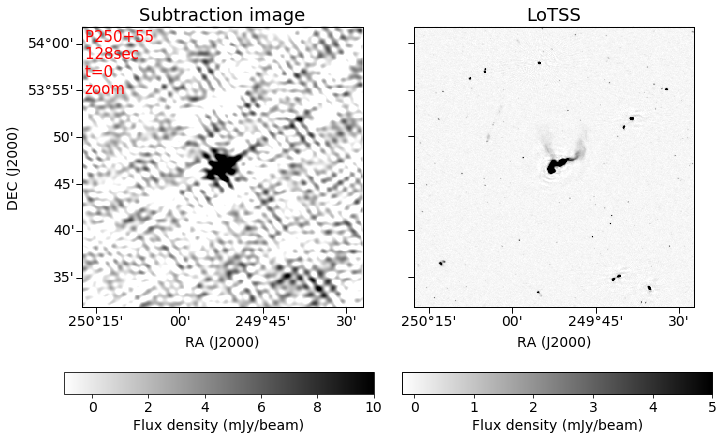 Subtraction image
LoTSS
P250+55
128sec
t=0
zoom
DEC (J2000)
54°00'
53°55'
50'
45'
40'
35'
250°15' 00' 249°45' 30'
RA (J2000)
250°15' 00' 249°45' 30'
RA (J2000)
0 2 4 6 8 10
Flux density (mJy/beam)
0 1 2 3 4 5
Flux density (mJy/beam)